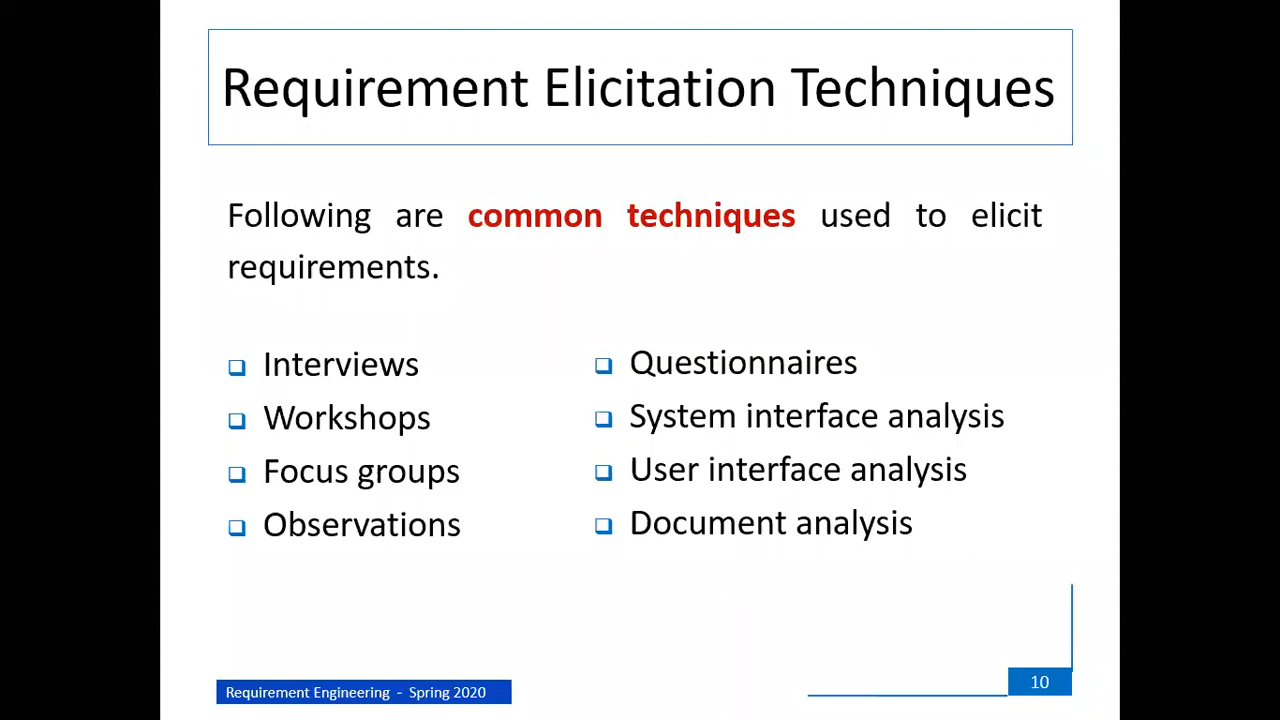 Requirement Elicitation Techniques
Following are common techniques used to elicit
requirements.
Interviews
Workshops
Focus groups
Observations
Questionnaires
System interface analysis
User interface analysis
Document analysis
Requirement Engineering - Spring 2020
10